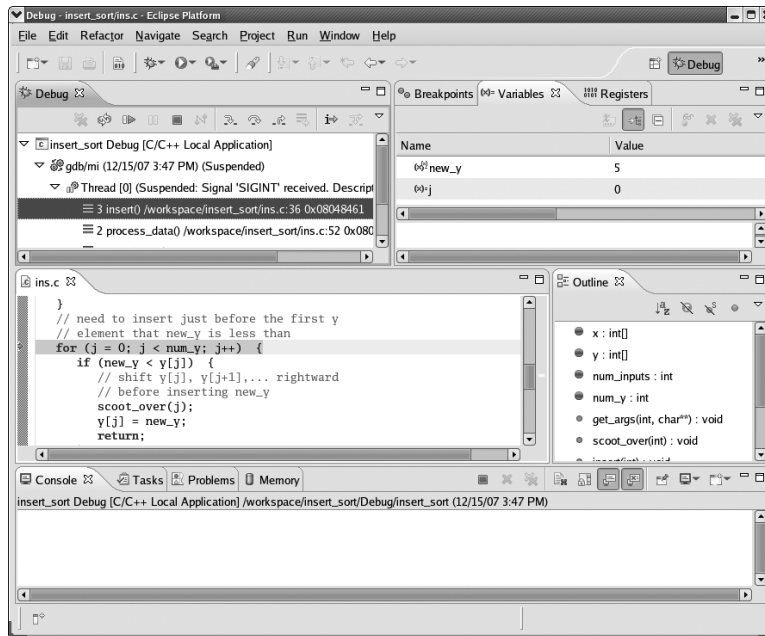 Debug - insert_sort/ins.c - Eclipse Platform
File Edit Refactor Navigate Search Project Run Window Help
Debug
»
Debug
Breakpoints (x)= Variables 1010 0101 Registers
insert_sort Debug [C/C++ Local Application]
gdb/mi (12/15/07 3:47 PM) (Suspended)
Thread [0] (Suspended: Signal 'SIGINT' received. Descript
3 insert() /workspace/insert_sort/ins.c:36 0x08048461
2 process_data() /workspace/insert_sort/ins.c:52 0x080
Name Value
new_y 5
(x)= j 0
ins.c
}
// need to insert just before the first y
// element that new_y is less than
for (j = 0; j < num_y; j++) {
if (new_y < y[j]) {
// shift y[j], y[j+1],... rightward
// before inserting new_y
scoot_over(j);
y[j] = new_y;
return;
Outline
x : int[]
y : int[]
num_inputs : int
num_y : int
get_args(int, char**) : void
scoot_over(int) : void
insert(int) : void
Console Tasks Problems Memory
insert_sort Debug [C/C++ Local Application] /workspace/insert_sort/Debug/insert_sort (12/15/07 3:47 PM)